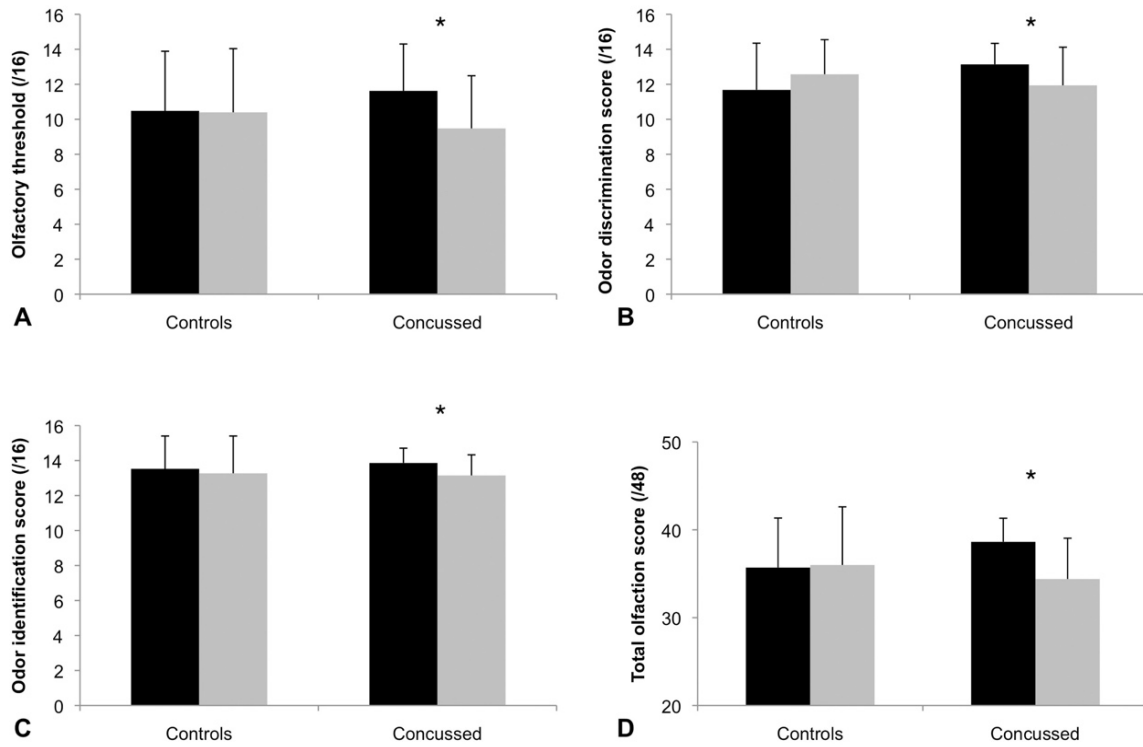 Olfactory threshold (/16)
16
14
12
10
8
6
4
2
0
*
A
Controls
Concussed
Odor discrimination score (/16)
16
14
12
10
8
6
4
2
0
*
B
Controls
Concussed
Odor identification score (/16)
16
14
12
10
8
6
4
2
0
*
C
Controls
Concussed
Total olfaction score (/48)
50
40
30
20
*
D
Controls
Concussed